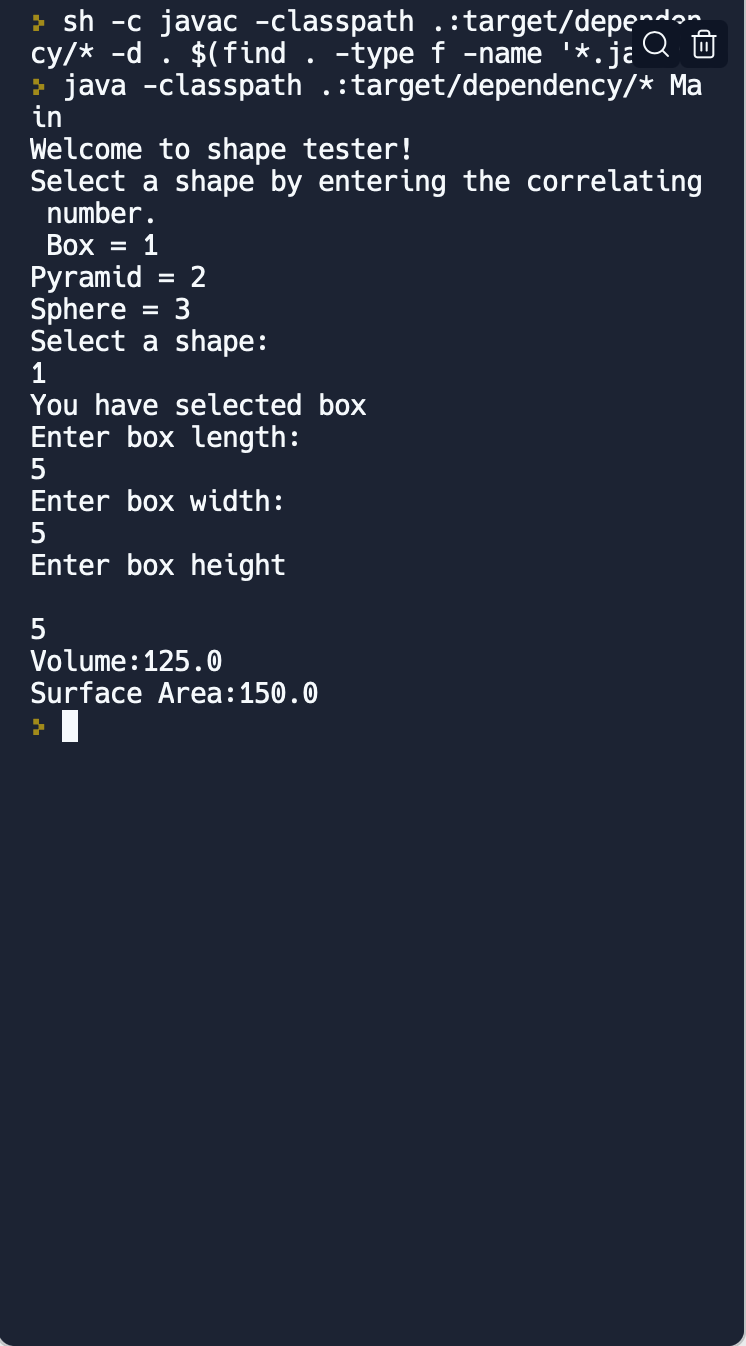 sh -c javac -classpath .:target/dependen
cy/* -d . $(find . -type f -name '*.ja
java -classpath .:target/dependency/* Ma
in
Welcome to shape tester!
Select a shape by entering the correlating
 number.
 Box = 1
Pyramid = 2
Sphere = 3
Select a shape:
1
You have selected box
Enter box length:
5
Enter box width:
5
Enter box height

5
Volume:125.0
Surface Area:150.0